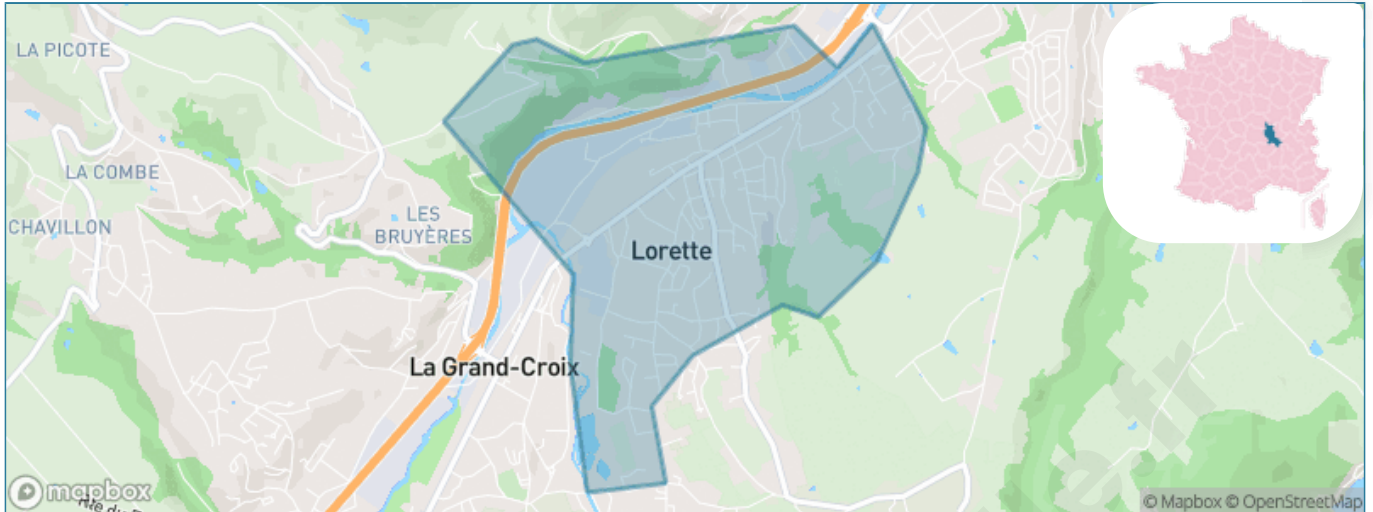 LA PICOTE
LA COMBE
CHAVILLON
LES
BRUYÈRES
Lorette
La Grand-Croix
mapbox
© Mapbox © OpenStreetMap